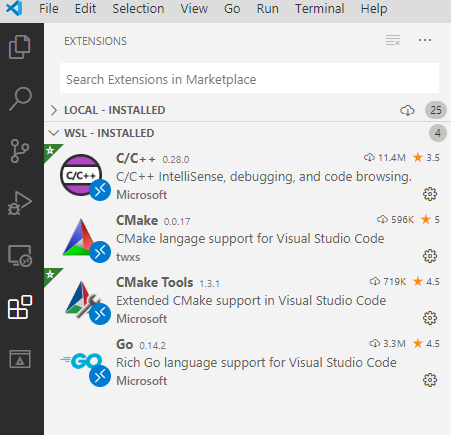 File Edit Selection View Go Run Terminal Help
EXTENSIONS
Search Extensions in Marketplace
LOCAL - INSTALLED 25
WSL - INSTALLED 4
C/C++ 0.28.0 11.4M 3.5
C/C++
C/C++ IntelliSense, debugging, and code browsing.
Microsoft
CMake 0.0.17 596K 5
CMake langage support for Visual Studio Code
twxs
CMake Tools 1.3.1 719K 4.5
Extended CMake support in Visual Studio Code
Microsoft
Go 0.14.2 3.3M 4.5
GO
Rich Go language support for Visual Studio Code
Microsoft